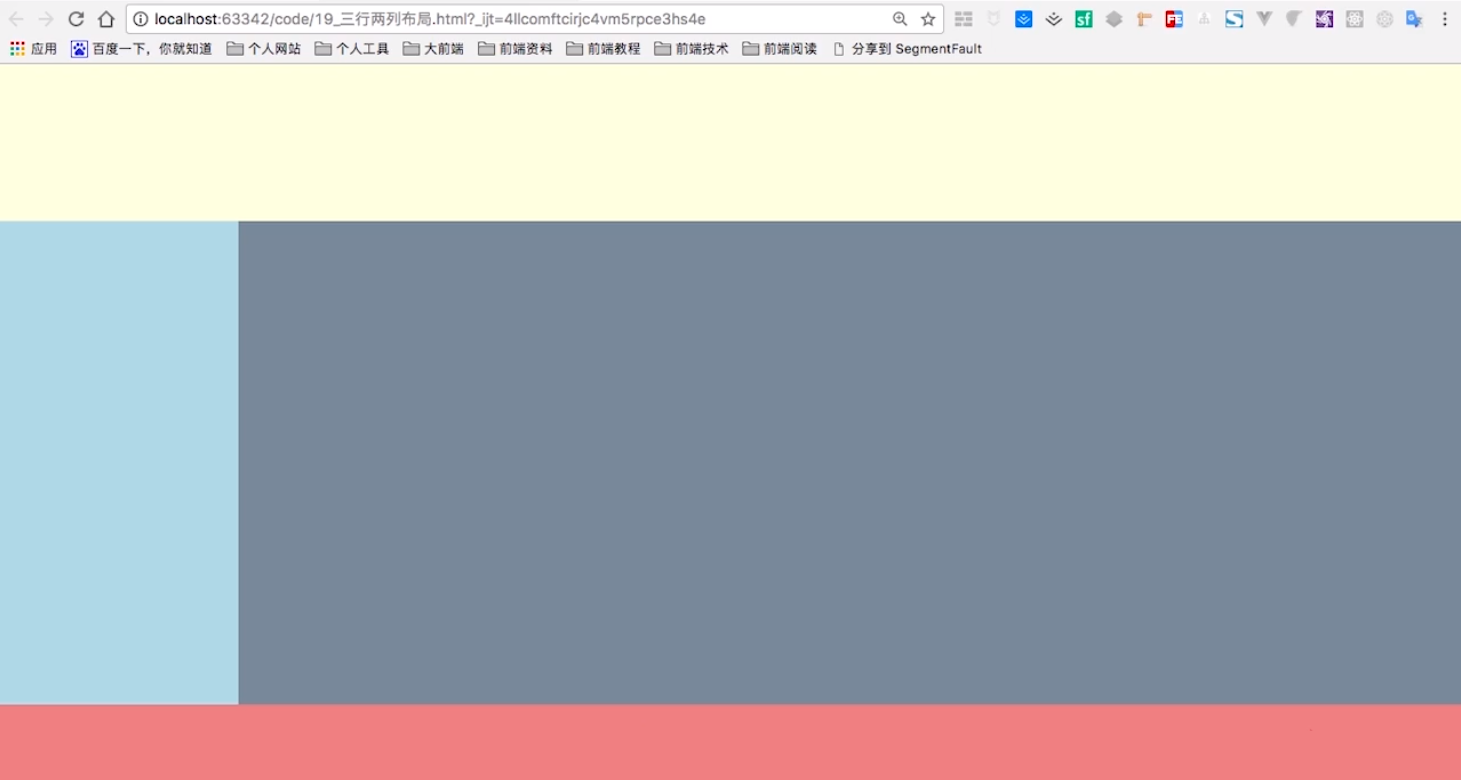 localhost:63342/code/19_三行两列布局.html?_ijt=4llcomftcirjc4vm5rpce3hs4e
sf
FE
S
应用 百度一下，你就知道 个人网站 个人工具 大前端 前端资料 前端教程 前端技术 前端阅读 分享到 SegmentFault